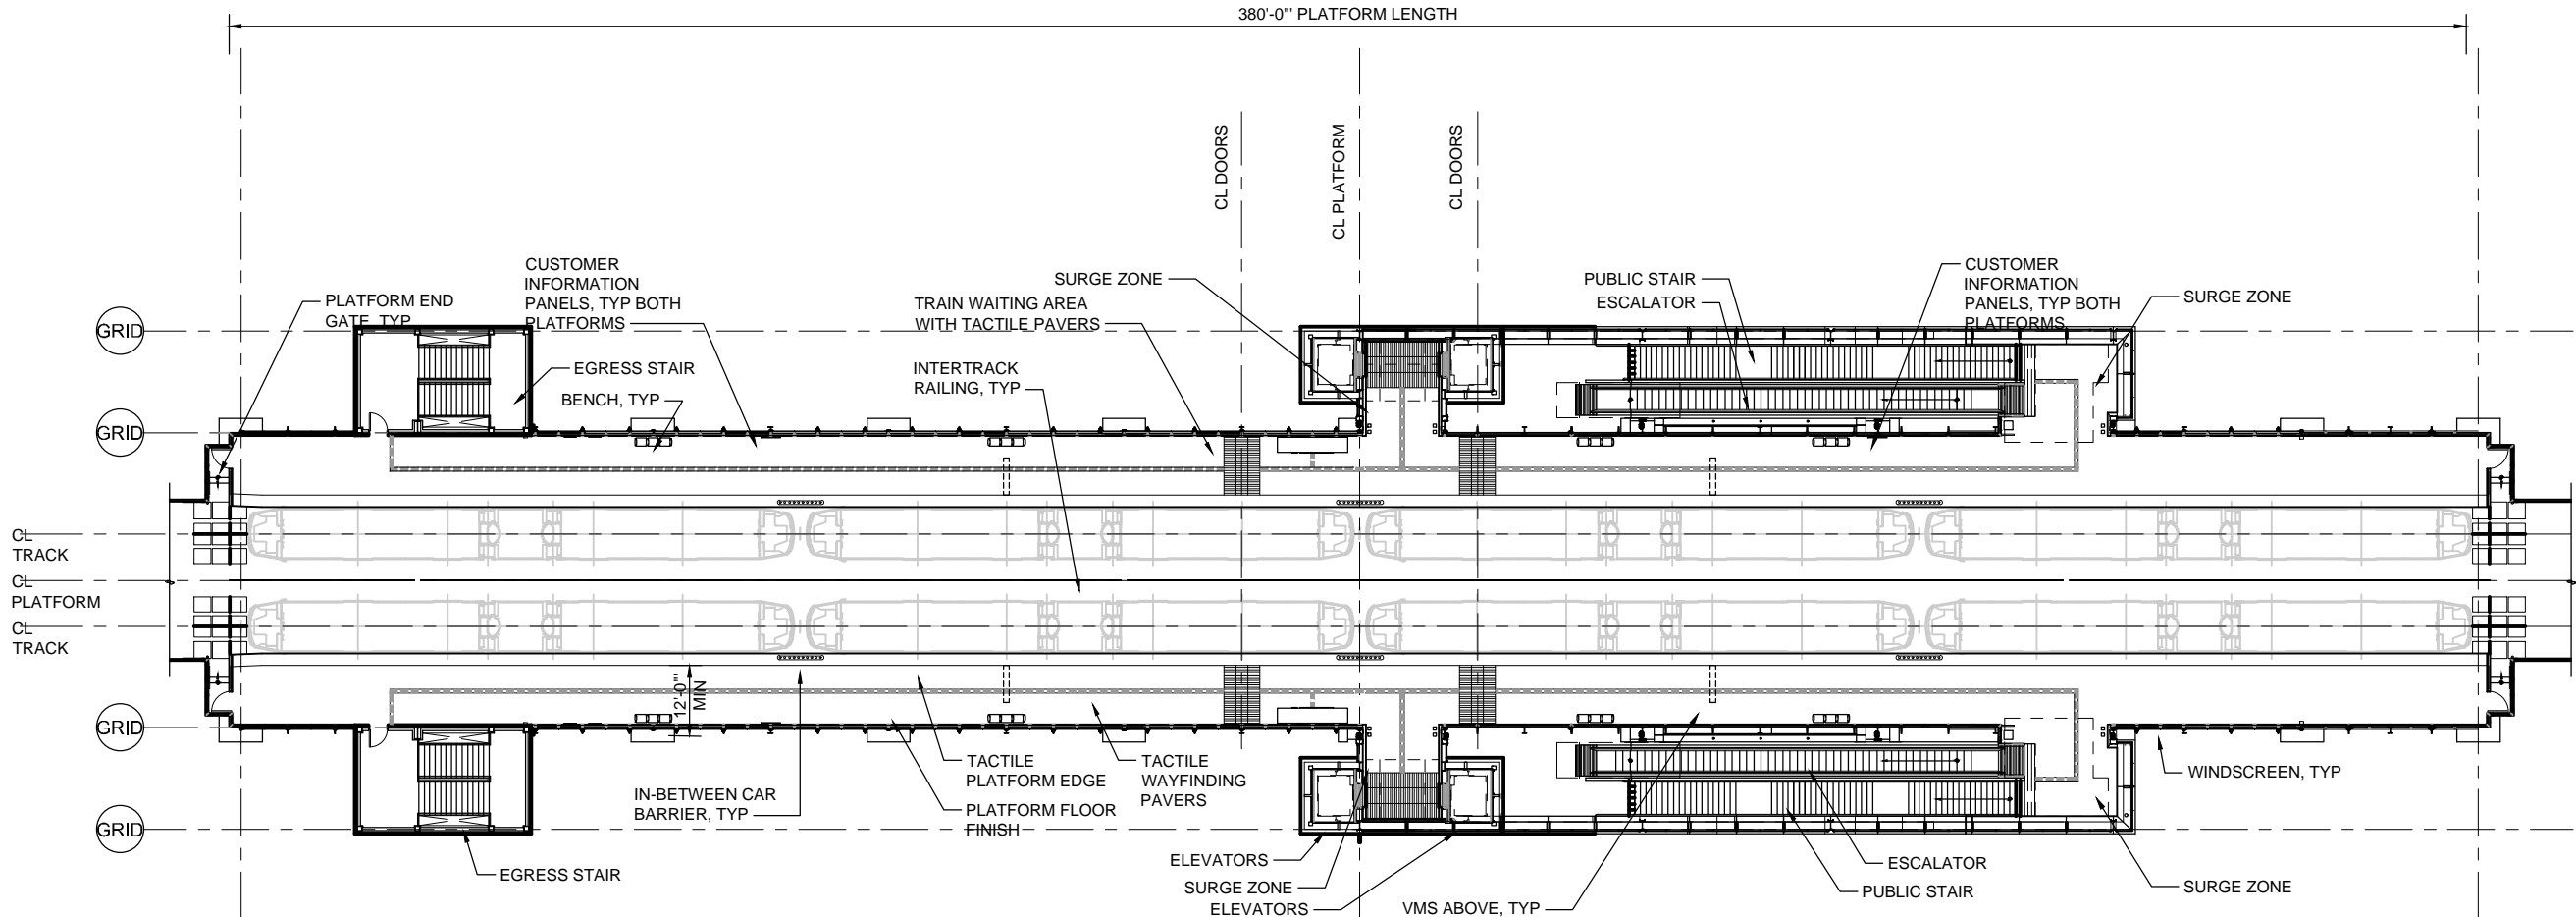 380'-0"' PLATFORM LENGTH
CL DOORS
CL PLATFORM
CL DOORS
CUSTOMER
INFORMATION
PANELS, TYP BOTH
PLATFORMS
PLATFORM END
GATE, TYP
SURGE ZONE
TRAIN WAITING AREA
WITH TACTILE PAVERS
PUBLIC STAIR
ESCALATOR
CUSTOMER
INFORMATION
PANELS, TYP BOTH
PLATFORMS
SURGE ZONE
GRID
EGRESS STAIR
BENCH, TYP
INTERTRACK
RAILING, TYP
GRID
CL
TRACK
CL
PLATFORM
CL
TRACK
12'-0"'
MIN
GRID
TACTILE
PLATFORM EDGE
TACTILE
WAYFINDING
PAVERS
WINDSCREEN, TYP
IN-BETWEEN CAR
BARRIER, TYP
PLATFORM FLOOR
FINISH
GRID
EGRESS STAIR
ELEVATORS
SURGE ZONE
ELEVATORS
VMS ABOVE, TYP
ESCALATOR
PUBLIC STAIR
SURGE ZONE